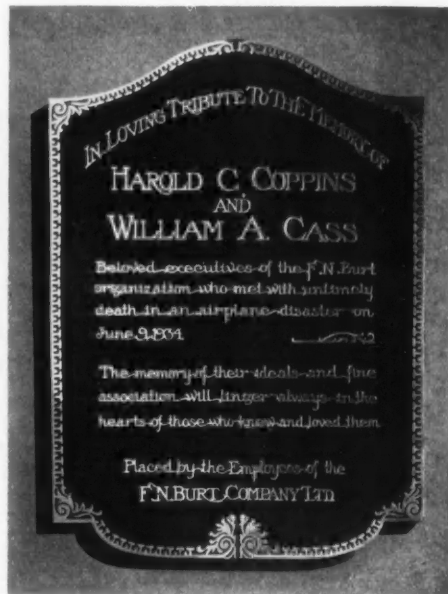 IN LOVING TRIBUTE TO THE MEMORY OF
HAROLD C. COPPINS
AND
WILLIAM A. CASS
Beloved executives of the F. N. Burt
organization who met with untimely
death in an airplane disaster on
June 9, 1934
The memory of their ideals and fine
association will linger always in the
hearts of those who knew and loved them
Placed by the Employees of the
F. N. BURT COMPANY LTD